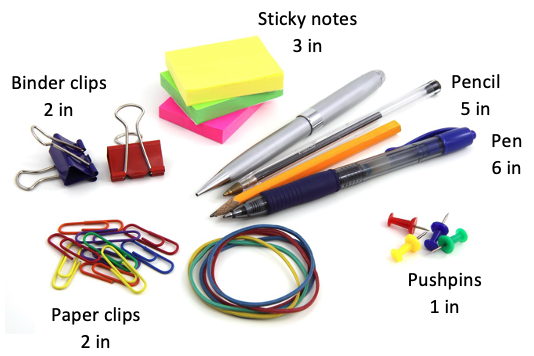 Sticky notes
3 in
Binder clips
2 in
Pencil
5 in
Pen
6 in
Pushpins
1 in
Paper clips
2 in